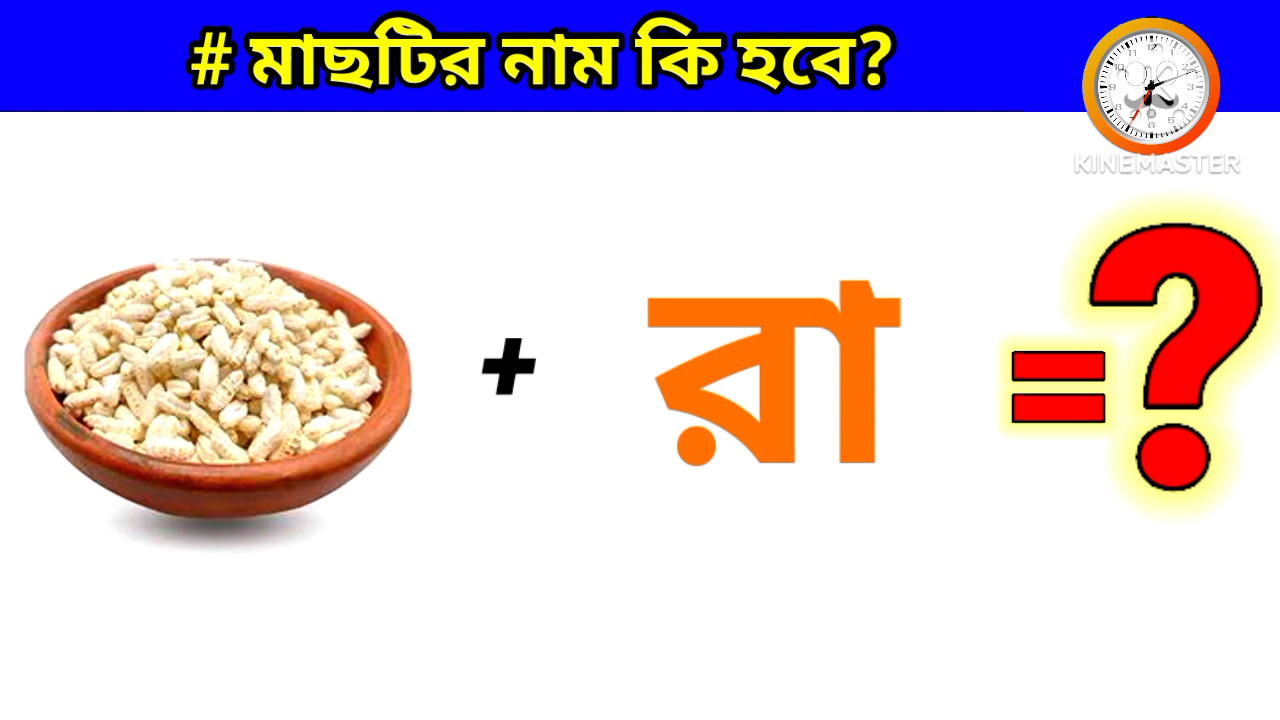 # মাছটির নাম কি হবে?
KINEMASTER
+ রা =?